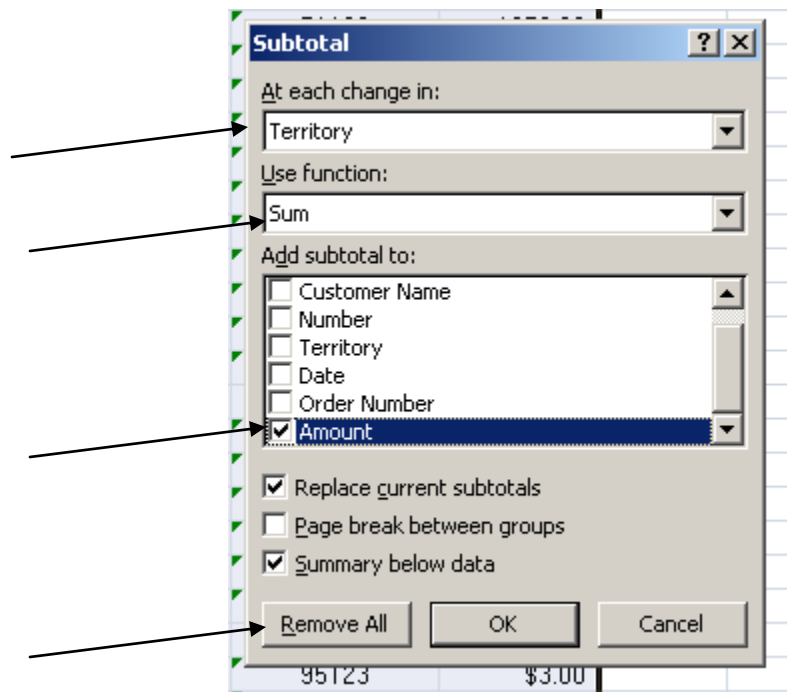 Subtotal
At each change in:
Territory
Use function:
Sum
Add subtotal to:
Customer Name
Number
Territory
Date
Order Number
Amount
Replace current subtotals
Page break between groups
Summary below data
Remove All OK Cancel
95123 $3.00